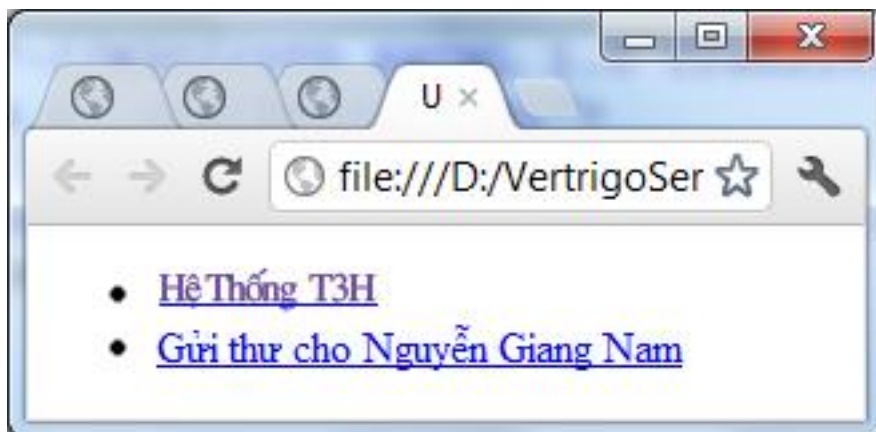 U
file:///D:/VertrigoSer
Hệ Thống T3H
Gửi thư cho Nguyễn Giang Nam